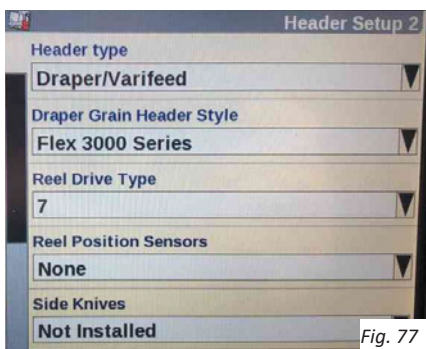 Header Setup 2
Header type
Draper/Varifeed
Draper Grain Header Style
Flex 3000 Series
Reel Drive Type
7
Reel Position Sensors
None
Side Knives
Not Installed
Fig. 77